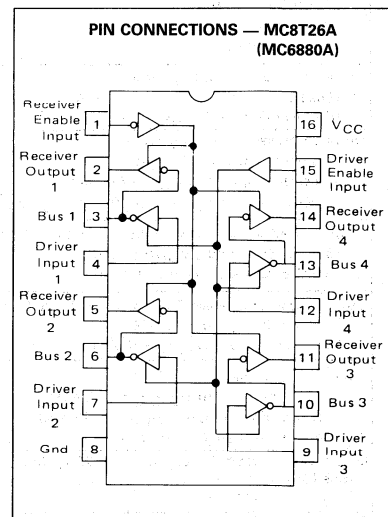 PIN CONNECTIONS — MC8T26A
(MC6880A)
Receiver
Enable
Input
1
16
VCC
Receiver
Output
1
2
15
Driver
Enable
Input
Bus 1
3
14
Receiver
Output
4
Driver
Input
1
4
13
Bus 4
Receiver
Output
2
5
12
Driver
Input
4
Bus 2
6
11
Receiver
Output
3
Driver
Input
2
7
10
Bus 3
Gnd
8
9
Driver
Input
3